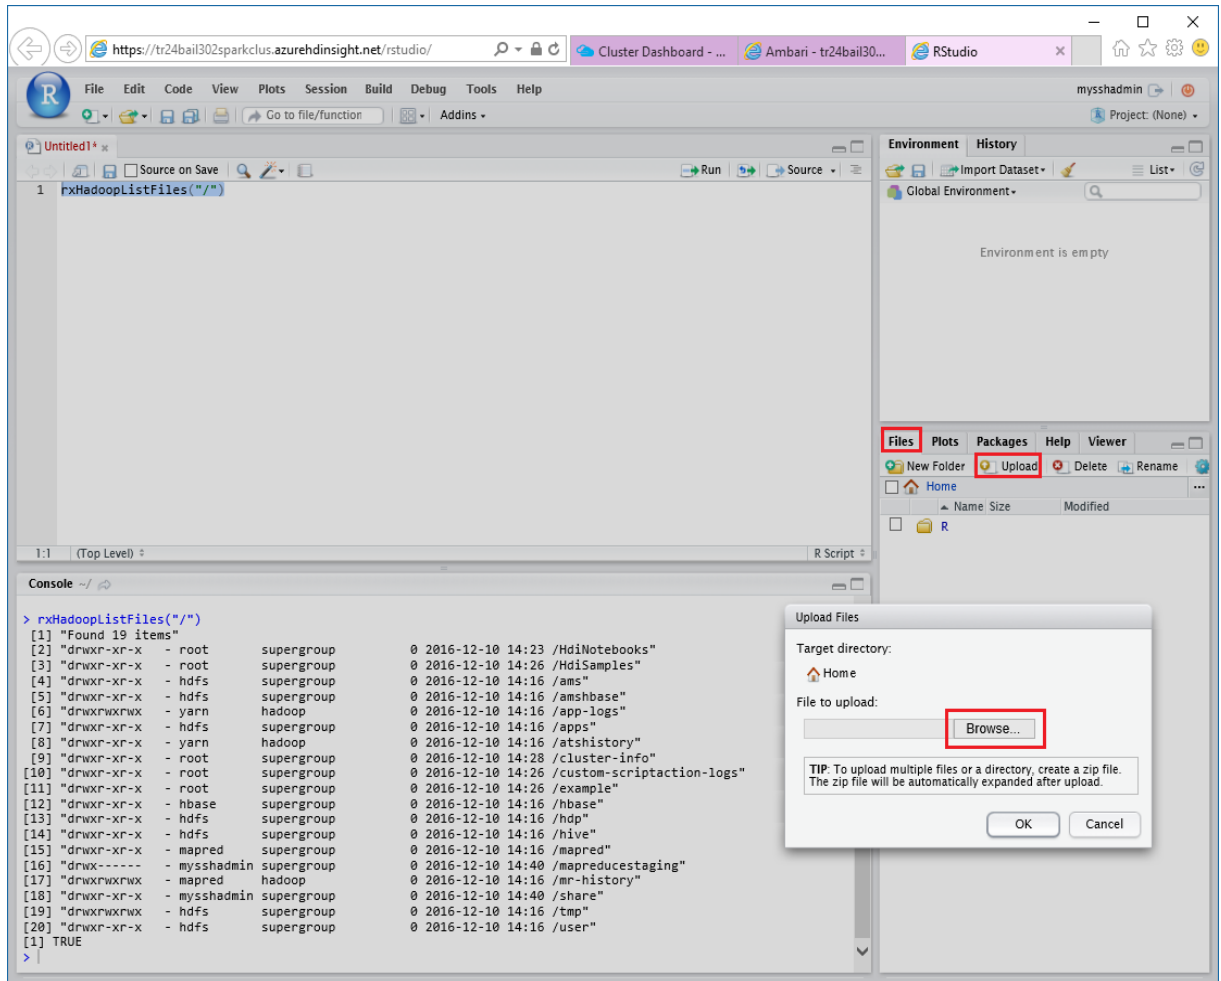 https://tr24bail302sparkclus.azurehdinsight.net/rstudio/
Cluster Dashboard - ...
Ambari - tr24bail30...
RStudio
R
File Edit Code View Plots Session Build Debug Tools Help
mysshadmin
Go to file/function
Addins
Project: (None)
Untitled1*
Source on Save
Run
Source
1 rxHadoopListFiles("/")
1:1 (Top Level)
R Script
Environment History
Import Dataset
List
Global Environment
Environment is empty
Files Plots Packages Help Viewer
New Folder Upload Delete Rename
Home ...
Name Size Modified
R
Console ~/
> rxHadoopListFiles("/")
[1] "Found 19 items"
[2] "drwxr-xr-x - root supergroup 0 2016-12-10 14:23 /HdiNotebooks"
[3] "drwxr-xr-x - root supergroup 0 2016-12-10 14:26 /HdiSamples"
[4] "drwxr-xr-x - hdfs supergroup 0 2016-12-10 14:16 /ams"
[5] "drwxr-xr-x - hdfs supergroup 0 2016-12-10 14:16 /amshbase"
[6] "drwxrwxrwx - yarn hadoop 0 2016-12-10 14:16 /app-logs"
[7] "drwxr-xr-x - hdfs supergroup 0 2016-12-10 14:16 /apps"
[8] "drwxr-xr-x - yarn hadoop 0 2016-12-10 14:16 /atshistory"
[9] "drwxr-xr-x - root supergroup 0 2016-12-10 14:28 /cluster-info"
[10] "drwxr-xr-x - root supergroup 0 2016-12-10 14:26 /custom-scriptaction-logs"
[11] "drwxr-xr-x - root supergroup 0 2016-12-10 14:26 /example"
[12] "drwxr-xr-x - hbase supergroup 0 2016-12-10 14:16 /hbase"
[13] "drwxr-xr-x - hdfs supergroup 0 2016-12-10 14:16 /hdp"
[14] "drwxr-xr-x - hdfs supergroup 0 2016-12-10 14:16 /hive"
[15] "drwxr-xr-x - mapred supergroup 0 2016-12-10 14:16 /mapred"
[16] "drwx------ - mysshadmin supergroup 0 2016-12-10 14:40 /mapreducestaging"
[17] "drwxrwxrwx - mapred hadoop 0 2016-12-10 14:16 /mr-history"
[18] "drwxr-xr-x - mysshadmin supergroup 0 2016-12-10 14:40 /share"
[19] "drwxrwxrwx - hdfs supergroup 0 2016-12-10 14:16 /tmp"
[20] "drwxr-xr-x - hdfs supergroup 0 2016-12-10 14:16 /user"
[1] TRUE
>
Upload Files
Target directory:
Home
File to upload:
Browse...
TIP: To upload multiple files or a directory, create a zip file.
The zip file will be automatically expanded after upload.
OK Cancel